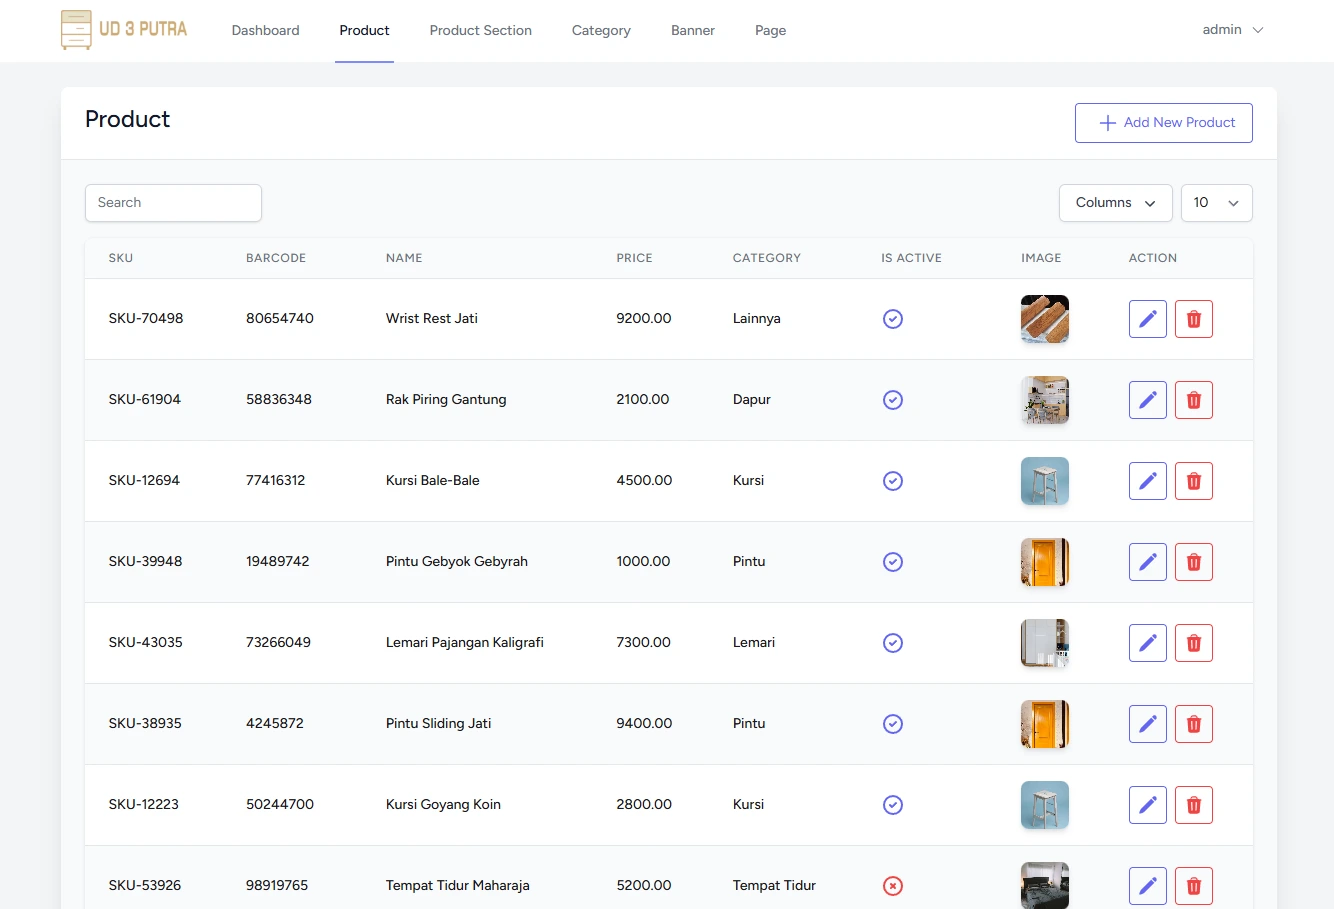 UD 3 PUTRA Dashboard Product Product Section Category Banner Page admin
Product
Add New Product
Search Columns 10
SKU BARCODE NAME PRICE CATEGORY IS ACTIVE IMAGE ACTION
SKU-70498 80654740 Wrist Rest Jati 9200.00 Lainnya
SKU-61904 58836348 Rak Piring Gantung 2100.00 Dapur
SKU-12694 77416312 Kursi Bale-Bale 4500.00 Kursi
SKU-39948 19489742 Pintu Gebyok Gebyrah 1000.00 Pintu
SKU-43035 73266049 Lemari Pajangan Kaligrafi 7300.00 Lemari
SKU-38935 4245872 Pintu Sliding Jati 9400.00 Pintu
SKU-12223 50244700 Kursi Goyang Koin 2800.00 Kursi
SKU-53926 98919765 Tempat Tidur Maharaja 5200.00 Tempat Tidur